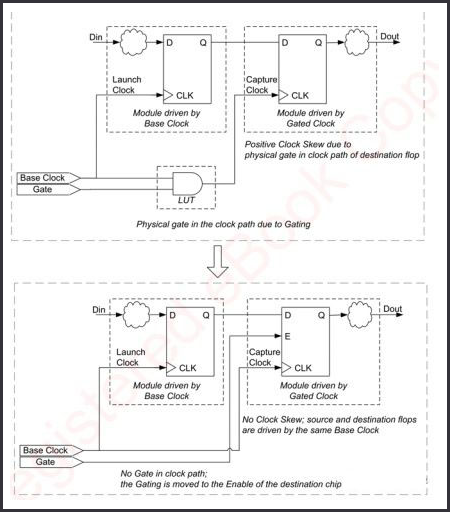 Din
D
Q
D
Q
Dout
Launch
Clock
CLK
Capture
Clock
CLK
Module driven by
Base Clock
Module driven by
Gated Clock
Positive Clock Skew due to
physical gate in clock path of destination flop
Base Clock
Gate
LUT
Physical gate in the clock path due to Gating
Din
D
Q
D
Q
Dout
E
Launch
Clock
CLK
Capture
Clock
CLK
Module driven by
Base Clock
Module driven by
Gated Clock
No Clock Skew; source and destination flops
are driven by the same Base Clock
Base Clock
Gate
No Gate in clock path;
the Gating is moved to the Enable of the destination chip